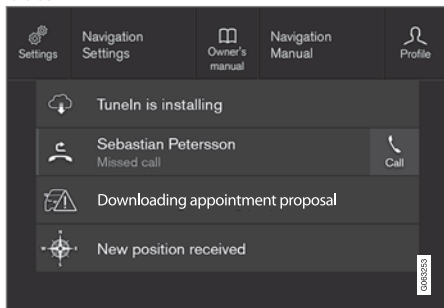 Settings
Navigation
Settings
Owner's
manual
Navigation
Manual
Profile
TuneIn is installing
Sebastian Petersson
Missed call
Call
Downloading appointment proposal
New position received
G063253